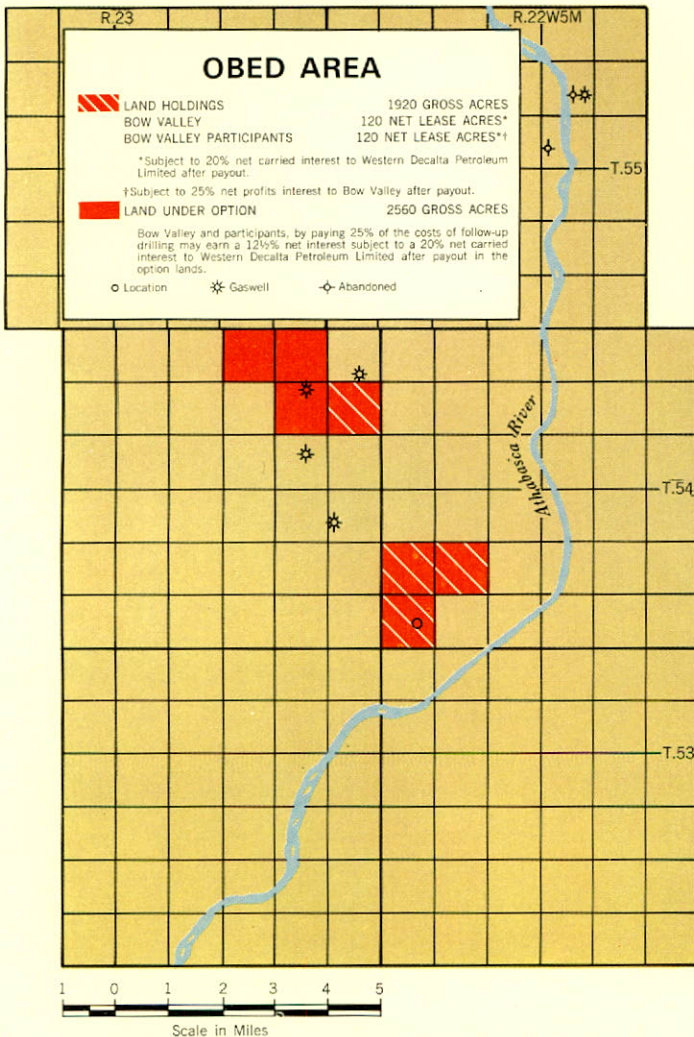 R.23 R.22W5M
OBED AREA
LAND HOLDINGS 1920 GROSS ACRES
BOW VALLEY 120 NET LEASE ACRES*
BOW VALLEY PARTICIPANTS 120 NET LEASE ACRES*†
*Subject to 20% net carried interest to Western Decalta Petroleum
Limited after payout.
†Subject to 25% net profits interest to Bow Valley after payout.
LAND UNDER OPTION 2560 GROSS ACRES
Bow Valley and participants, by paying 25% of the costs of follow-up
drilling may earn a 12½% net interest subject to a 20% net carried
interest to Western Decalta Petroleum Limited after payout in the
option lands.
Location Gaswell Abandoned
T.55
Athabasca River
T.54
T.53
1 0 1 2 3 4 5
Scale in Miles